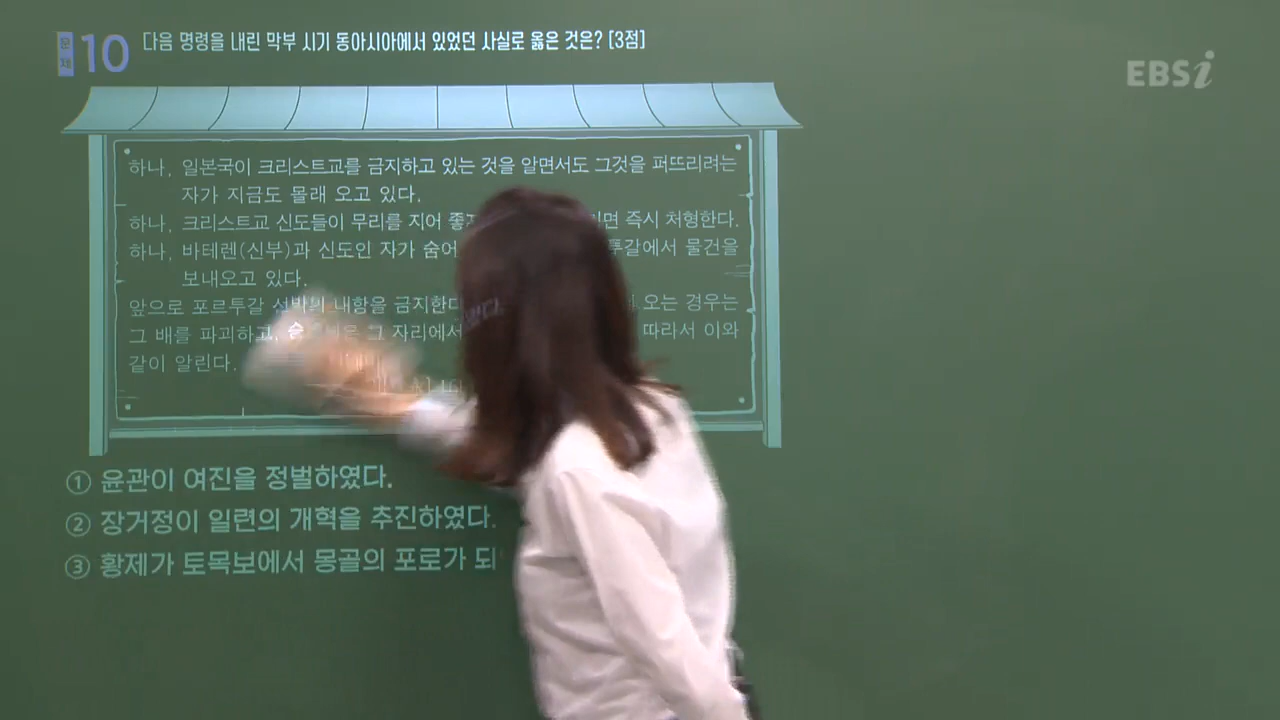 문제 10 다음 명령을 내린 막부 시기 동아시아에서 있었던 사실로 옳은 것은? [3점]
EBSi
하나, 일본국이 크리스트교를 금지하고 있는 것을 알면서도 그것을 퍼뜨리려는
자가 지금도 몰래 오고 있다.
하나, 크리스트교 신도들이 무리를 지어 즉시 처형한다.
하나, 바테렌(신부)과 신도인 자가 숨어 물건을
보내오고 있다.
앞으로 포르투갈 내항을 오는 경우는
그 배를 파괴하고, 그 자리에서 따라서 이와
같이 알린다.
① 윤관이 여진을 정벌하였다.
② 장거정이 일련의 개혁을 추진하였다.
③ 황제가 토목보에서 몽골의 포로가